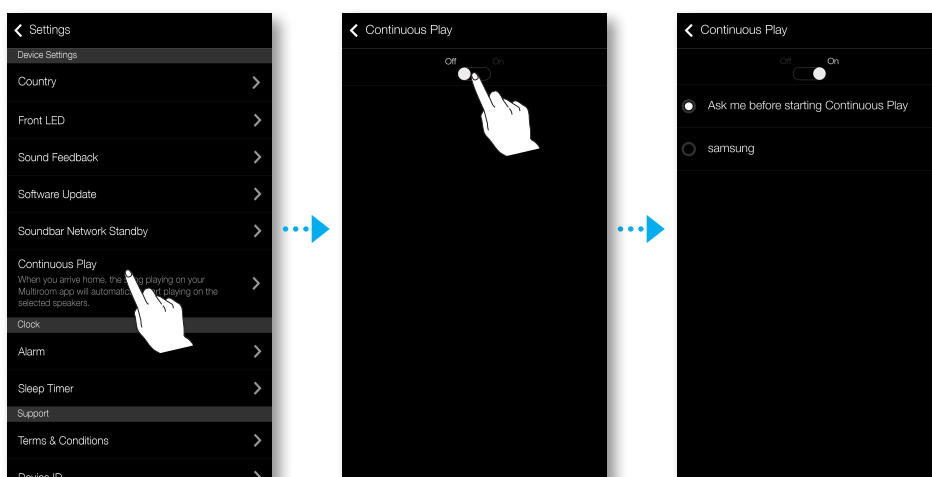 Settings
Device Settings
Country
Front LED
Sound Feedback
Software Update
Soundbar Network Standby
Continuous Play
When you arrive home, the playing on your
Multiroom app will playing on the
selected speakers.
Clock
Alarm
Sleep Timer
Support
Terms & Conditions
Device ID
Continuous Play
Off On
Continuous Play
Off On
Ask me before starting Continuous Play
samsung